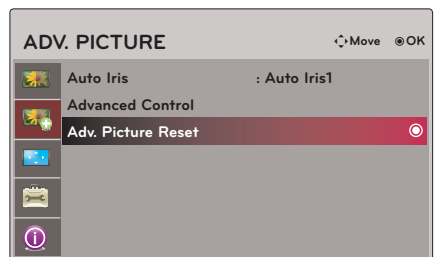 ADV. PICTURE Move OK
Auto Iris : Auto Iris1
Advanced Control
Adv. Picture Reset